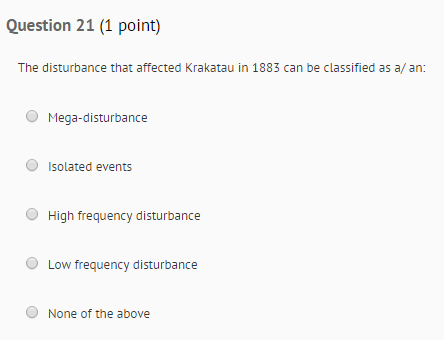 Question 21 (1 point)
The disturbance that affected Krakatau in 1883 can be classified as a/ an:
Mega-disturbance
Isolated events
High frequency disturbance
Low frequency disturbance
None of the above